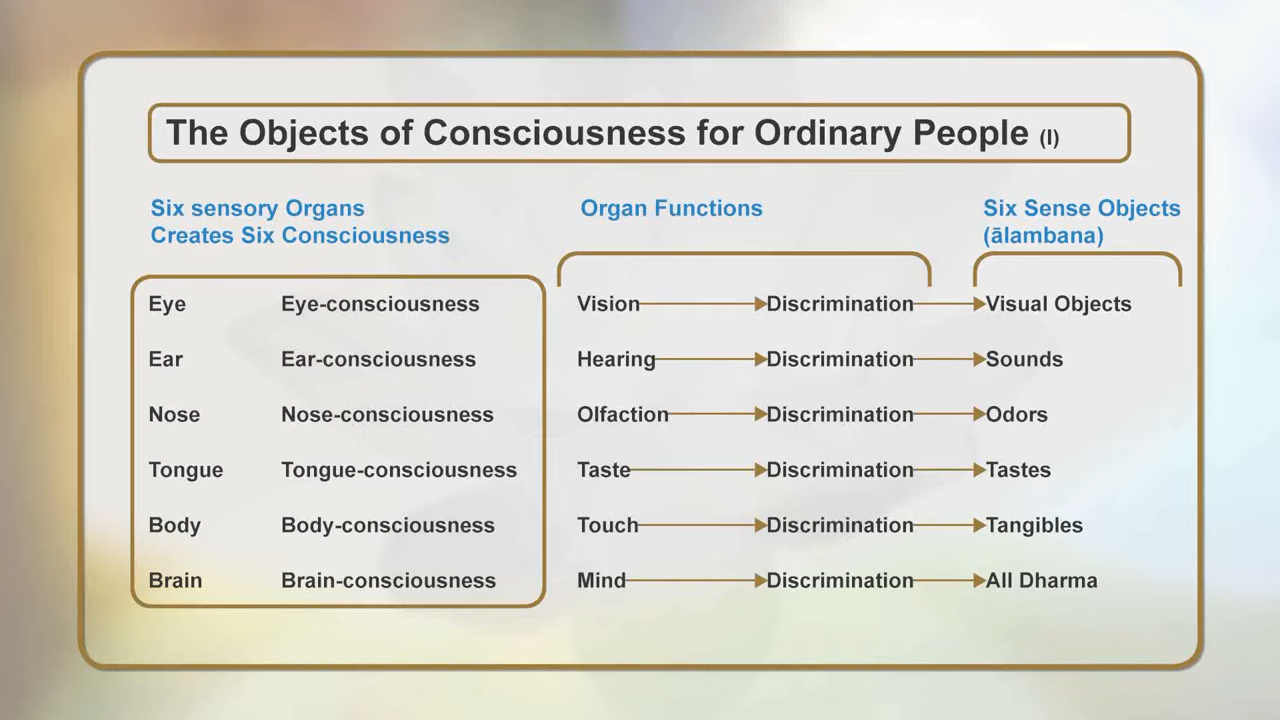 The Objects of Consciousness for Ordinary People (I)
Six sensory Organs
Creates Six Consciousness
Organ Functions
Six Sense Objects
(ālambana)
Eye Eye-consciousness Vision Discrimination Visual Objects
Ear Ear-consciousness Hearing Discrimination Sounds
Nose Nose-consciousness Olfaction Discrimination Odors
Tongue Tongue-consciousness Taste Discrimination Tastes
Body Body-consciousness Touch Discrimination Tangibles
Brain Brain-consciousness Mind Discrimination All Dharma